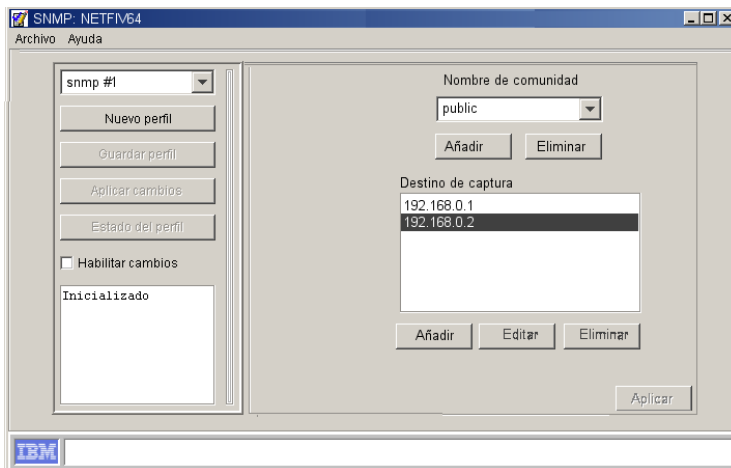 SNMP: NETFIV64
Archivo Ayuda
snmp #1
Nuevo perfil
Guardar perfil
Aplicar cambios
Estado del perfil
Habilitar cambios
Inicializado
Nombre de comunidad
public
Añadir Eliminar
Destino de captura
192.168.0.1
192.168.0.2
Añadir Editar Eliminar
Aplicar
IBM